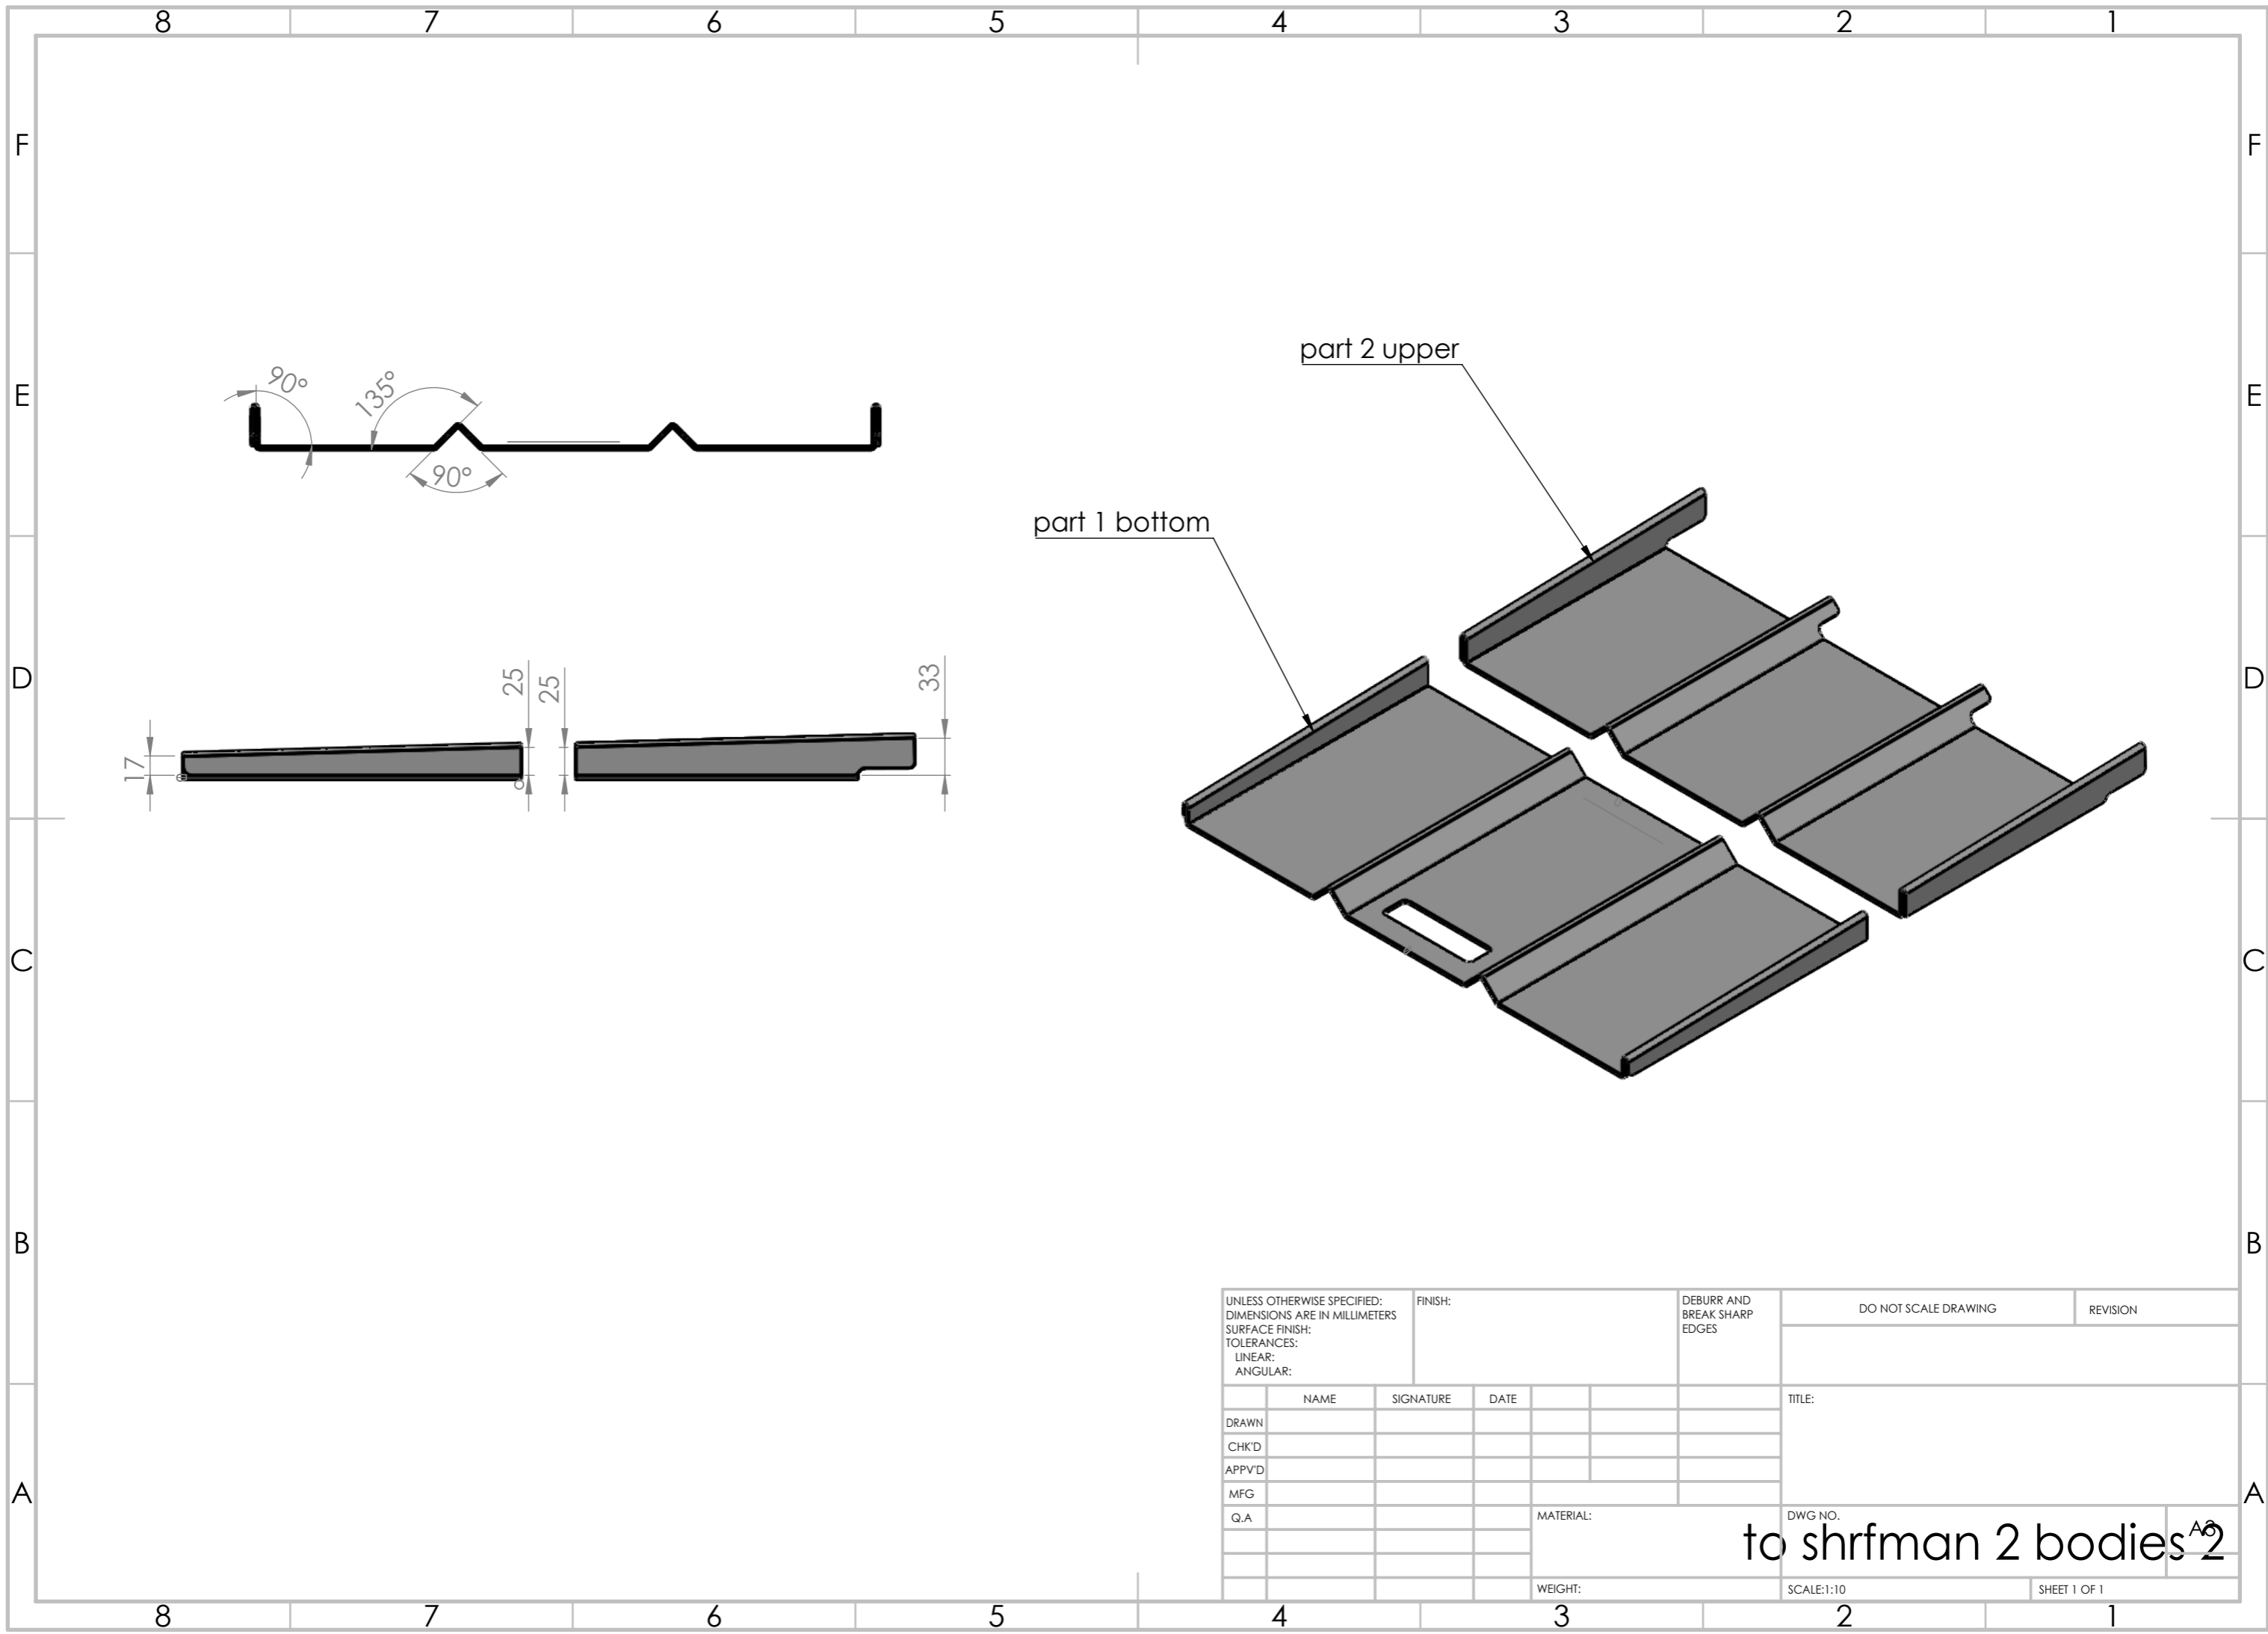 8 7 6 5 4 3 2 1
F F
part 2 upper
E 90° 135° E
90°
part 1 bottom
D 25 25 33 D
17
C C
B B
UNLESS OTHERWISE SPECIFIED:
DIMENSIONS ARE IN MILLIMETERS
SURFACE FINISH:
TOLERANCES:
LINEAR:
ANGULAR:
FINISH:
DEBURR AND
BREAK SHARP
EDGES
DO NOT SCALE DRAWING
REVISION
NAME SIGNATURE DATE
TITLE:
DRAWN
CHK'D
APPV'D
MFG
Q.A
A A
MATERIAL:
DWG NO.
to shrfman 2 bodies 2
A3
WEIGHT:
SCALE:1:10
SHEET 1 OF 1
8 7 6 5 4 3 2 1